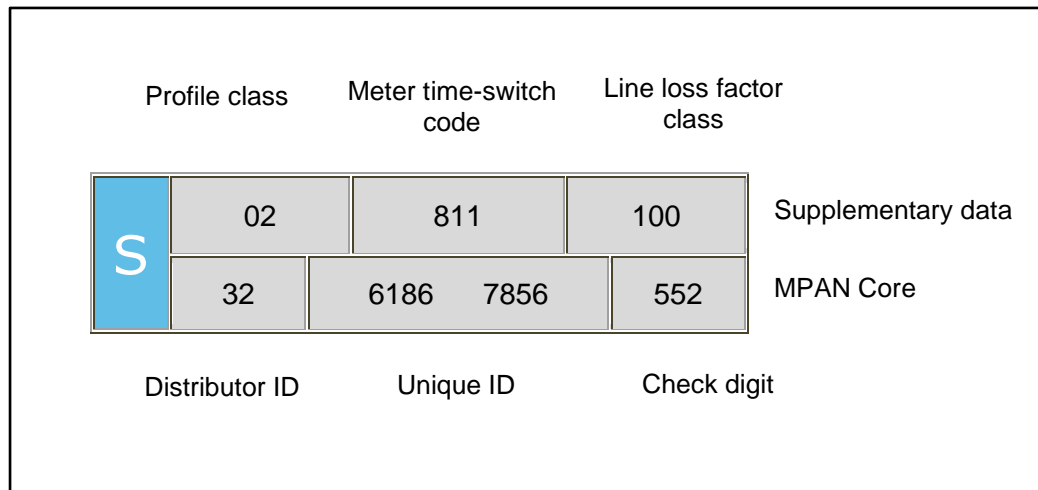 Profile class
Meter time-switch
code
Line loss factor
class
S
02 811 100
Supplementary data
32 6186 7856 552
MPAN Core
Distributor ID Unique ID Check digit